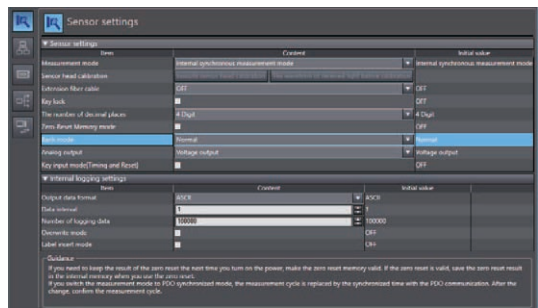 Sensor settings
▼ Sensor settings
Item Content Initial value
Measurement mode Internal synchronous measurement mode Internal synchronous measurement mode
Sensor head calibration
Extension fiber cable OFF OFF
Key lock OFF
The number of decimal places 4 Digit 4 Digit
Zero Reset Memory mode OFF
Bank mode Normal Normal
Analog output Voltage output Voltage output
Key input mode(Timing and Reset) OFF
▼ Internal logging settings
Item Content Initial value
Output data format ASCII ASCII
Data interval 1 1
Number of logging data 100000 100000
Overwrite mode OFF
Label insert mode OFF
Guidance
If you need to keep the result of the zero reset the next time you turn on the power, make the zero reset memory valid. If the zero reset is valid, save the zero reset result
in the internal memory when you use the zero reset.
If you switch the measurement mode to PDO synchronized mode, the measurement cycle is replaced by the synchronized time with the PDO communication. After the
change, confirm the measurement cycle.